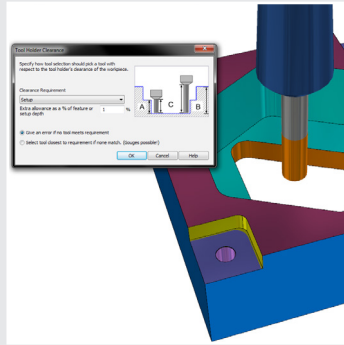 Tool Holder Clearance
Specify how tool selection should pick a tool with
respect to the tool holder's clearance of the workpiece.
Clearance Requirement
Setup
Extra allowance as a % of feature or
setup depth
1
%
A
C
B
Give an error if no tool meets requirement
Select tool closest to requirement if none match. (Gouges possible!)
OK
Cancel
Help